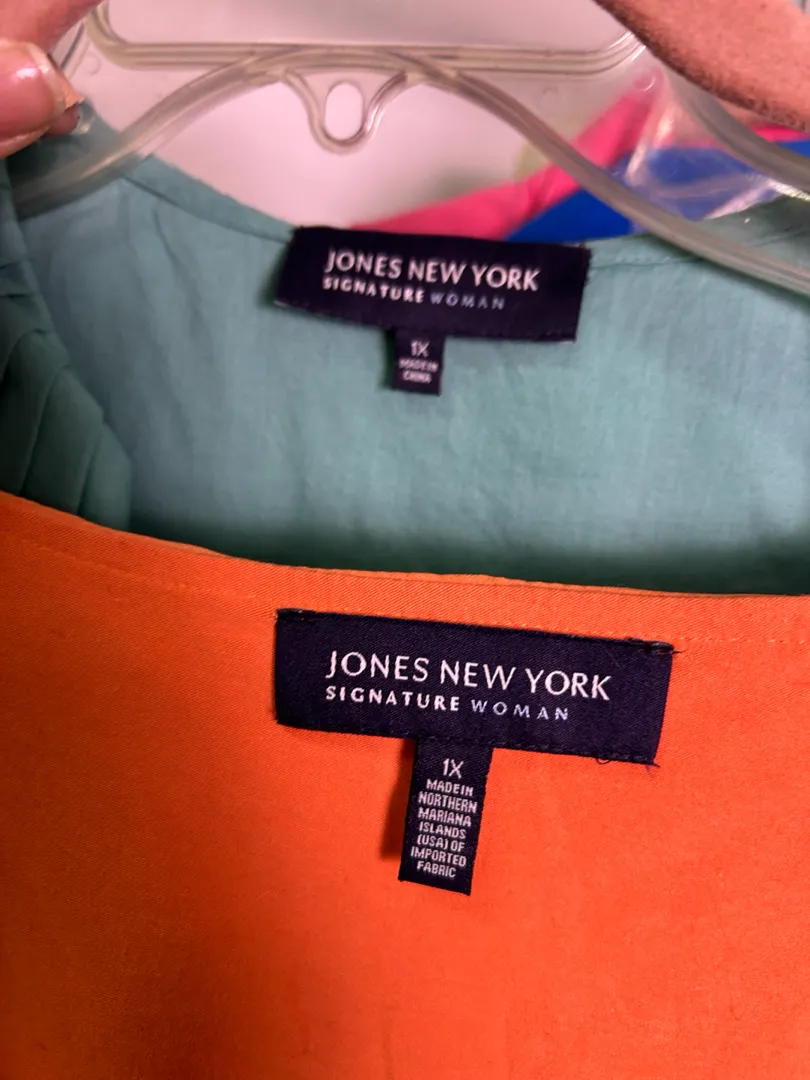 JONES NEW YORK
SIGNATURE WOMAN
1X
MADE IN
CHINA
JONES NEW YORK
SIGNATURE WOMAN
1X
MADE IN
NORTHERN
MARIANA
ISLANDS
(USA) OF
IMPORTED
FABRIC